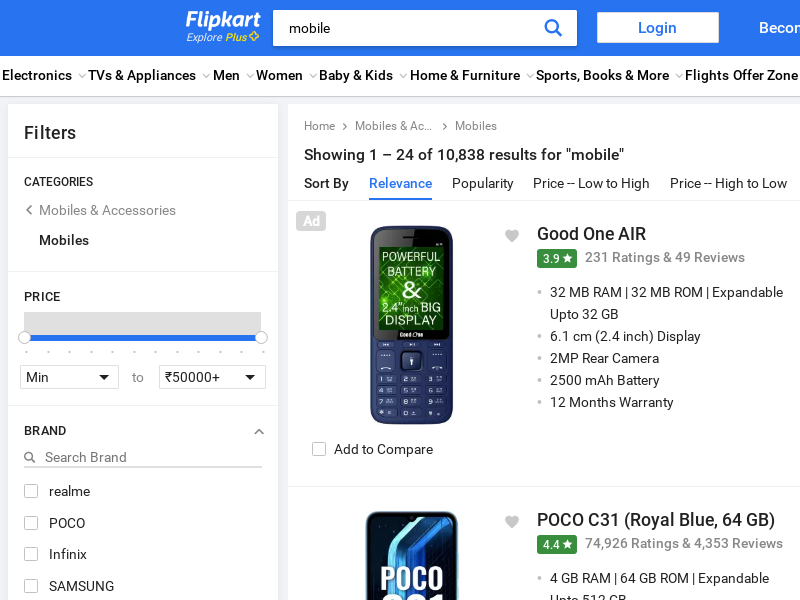 Flipkart
Explore Plus
mobile
Login
Becor
Electronics
TVs & Appliances
Men
Women
Baby & Kids
Home & Furniture
Sports, Books & More
Flights
Offer Zone
Filters
CATEGORIES
Mobiles & Accessories
Mobiles
PRICE
Min
to
₹50000+
BRAND
Search Brand
realme
POCO
Infinix
SAMSUNG
Home
Mobiles & Ac...
Mobiles
Showing 1 – 24 of 10,838 results for "mobile"
Sort By
Relevance
Popularity
Price -- Low to High
Price -- High to Low
Ad
POWERFUL
BATTERY
&
2.4" inch BIG
DISPLAY
Good One
Add to Compare
Good One AIR
3.9
231 Ratings & 49 Reviews
32 MB RAM | 32 MB ROM | Expandable
Upto 32 GB
6.1 cm (2.4 inch) Display
2MP Rear Camera
2500 mAh Battery
12 Months Warranty
POCO
C31
POCO C31 (Royal Blue, 64 GB)
4.4
74,926 Ratings & 4,353 Reviews
4 GB RAM | 64 GB ROM | Expandable
Upto 512 GB